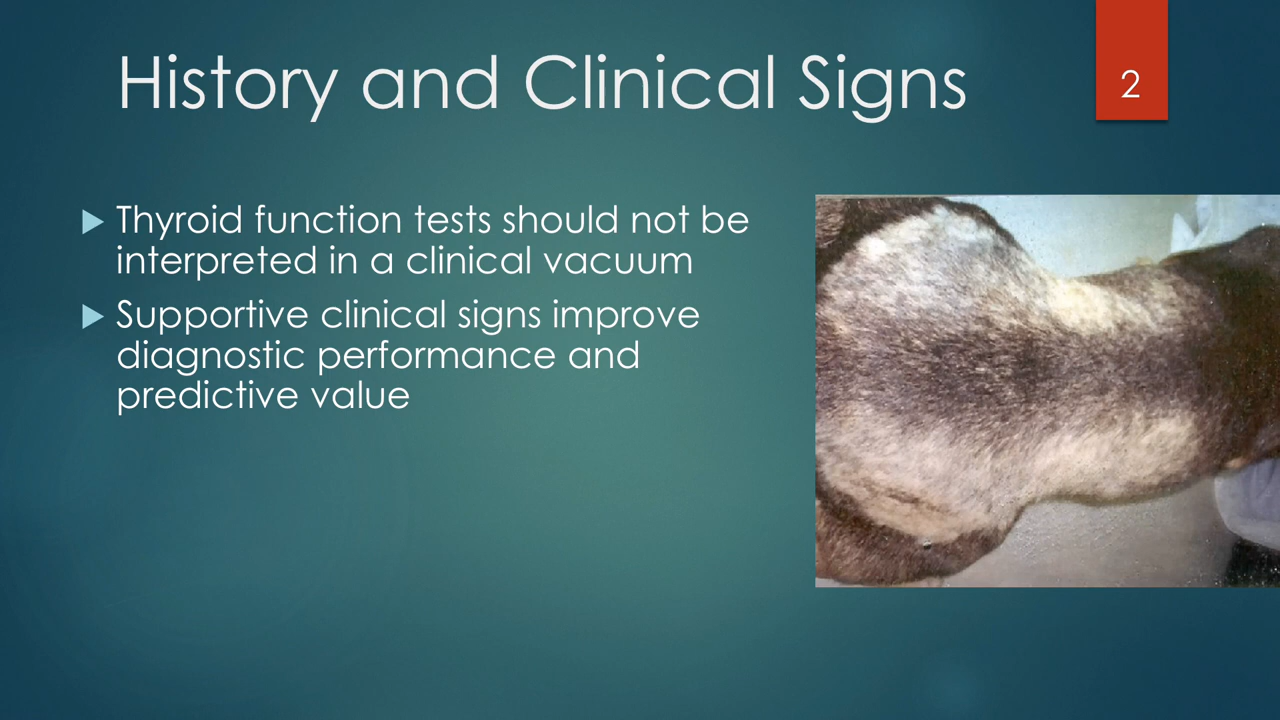 History and Clinical Signs
2
Thyroid function tests should not be
interpreted in a clinical vacuum
Supportive clinical signs improve
diagnostic performance and
predictive value